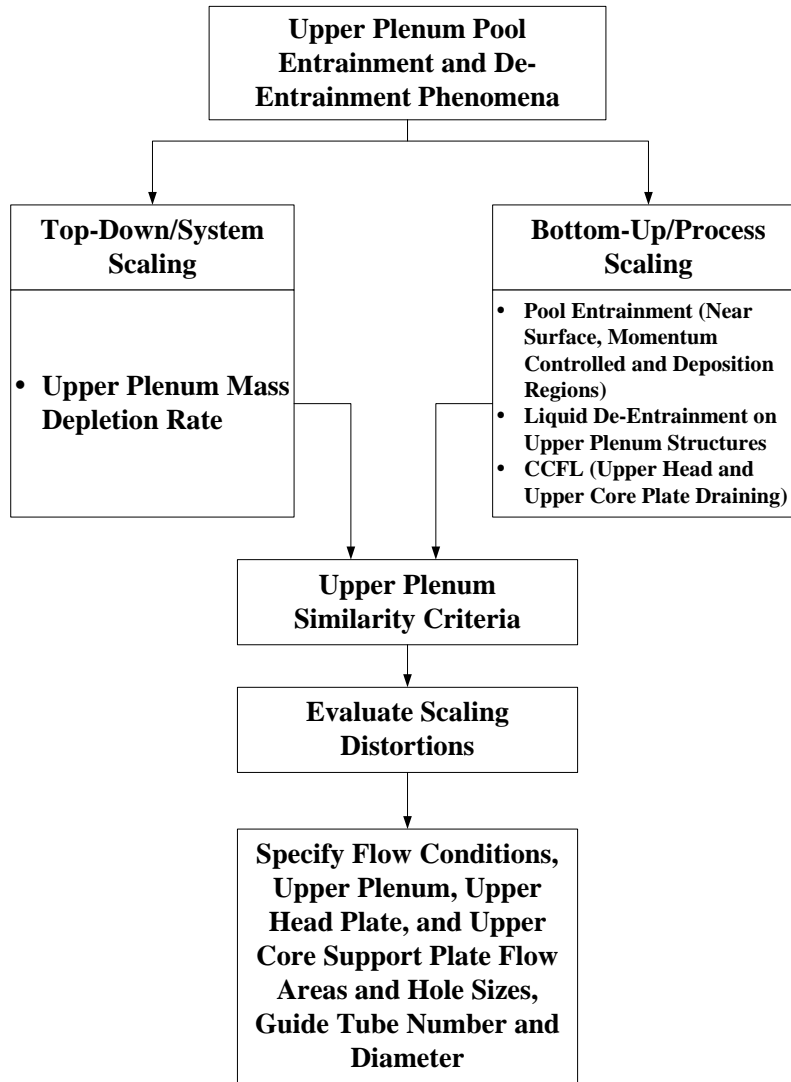 Upper Plenum Pool
Entrainment and De-
Entrainment Phenomena
Top-Down/System
Scaling
• Upper Plenum Mass
Depletion Rate
Bottom-Up/Process
Scaling
• Pool Entrainment (Near
Surface, Momentum
Controlled and Deposition
Regions)
• Liquid De-Entrainment on
Upper Plenum Structures
• CCFL (Upper Head and
Upper Core Plate Draining)
Upper Plenum
Similarity Criteria
Evaluate Scaling
Distortions
Specify Flow Conditions,
Upper Plenum, Upper
Head Plate, and Upper
Core Support Plate Flow
Areas and Hole Sizes,
Guide Tube Number and
Diameter